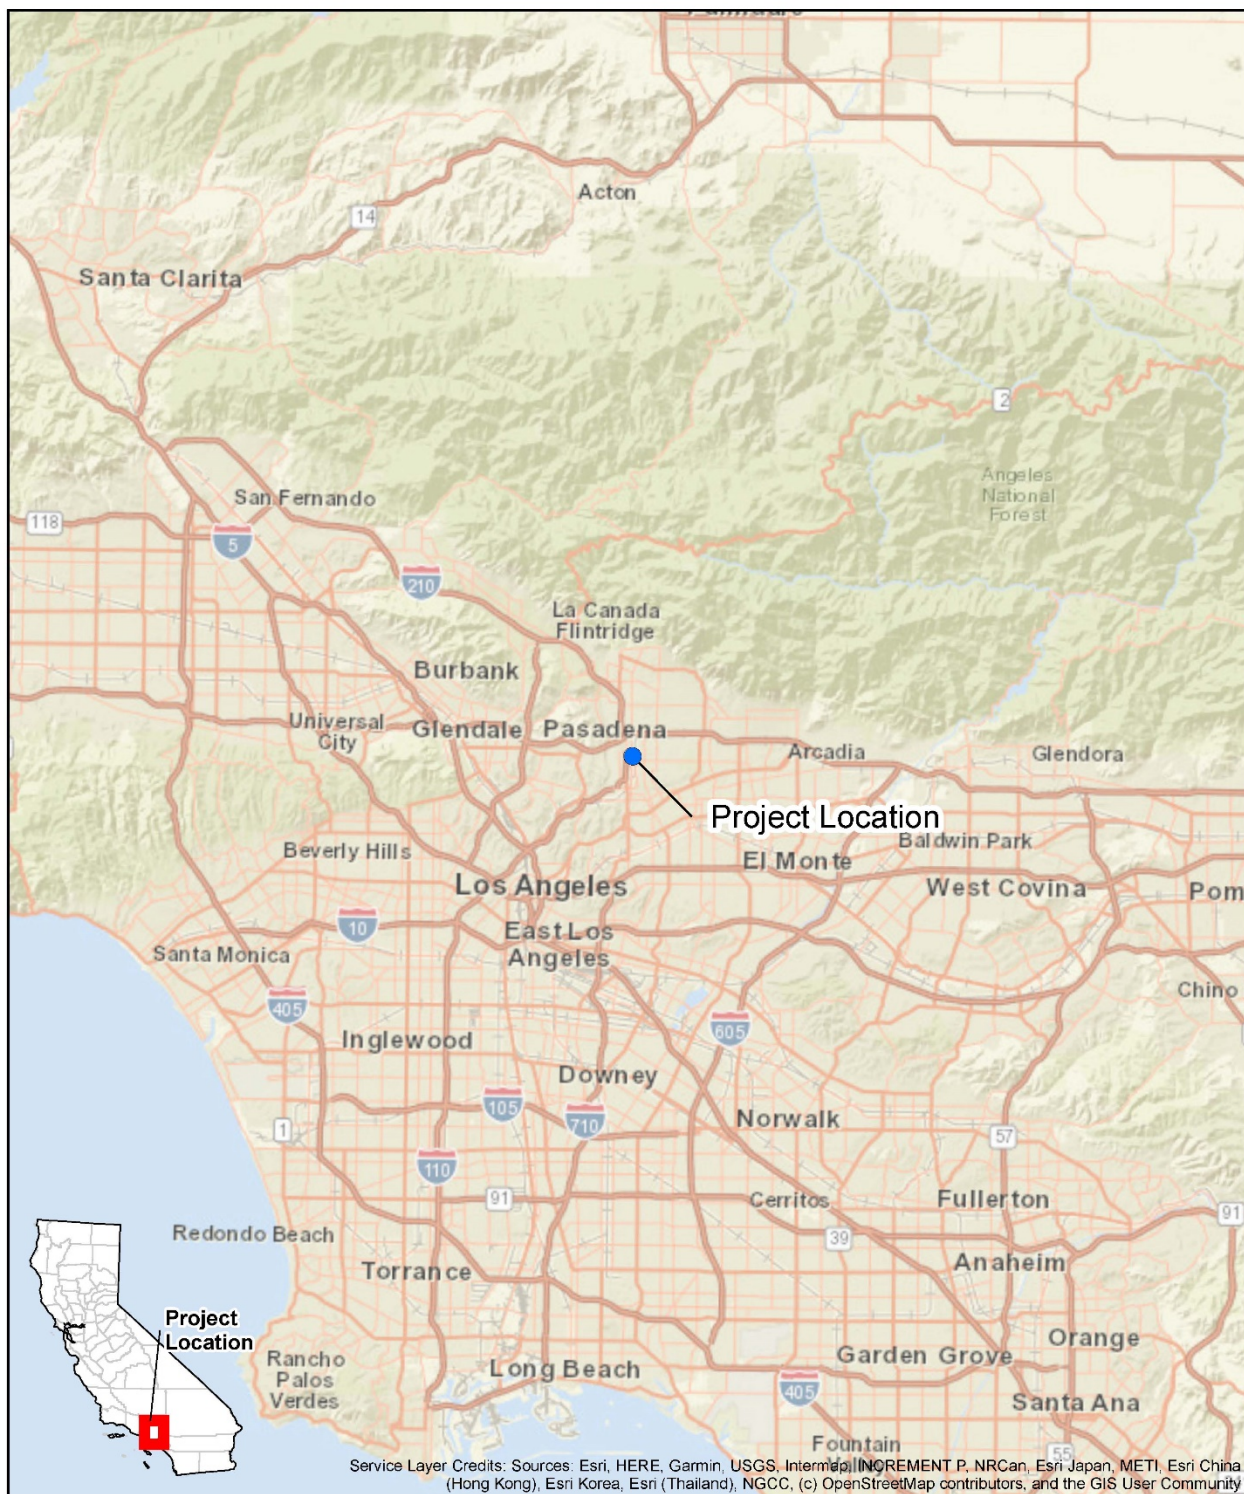 Palmdale
Acton
14
Santa Clarita
2
Angeles
National
Forest
San Fernando
118
5
210
La Canada
Flintridge
Burbank
Universal
City
Glendale
Pasadena
Arcadia
Glendora
Project Location
Beverly Hills
El Monte
Baldwin Park
Los Angeles
West Covina
Pom
10
East Los
Angeles
Santa Monica
Chino
405
605
Inglewood
Downey
105
710
Norwalk
1
57
110
91
Cerritos
Fullerton
91
Redondo Beach
39
Anaheim
Torrance
Project
Location
Orange
Rancho
Palos
Verdes
Long Beach
Garden Grove
405
Santa Ana
Fountain
Valley
55
Service Layer Credits: Sources: Esri, HERE, Garmin, USGS, Intermap, INCREMENT P, NRCan, Esri Japan, METI, Esri China
(Hong Kong), Esri Korea, Esri (Thailand), NGCC, (c) OpenStreetMap contributors, and the GIS User Community